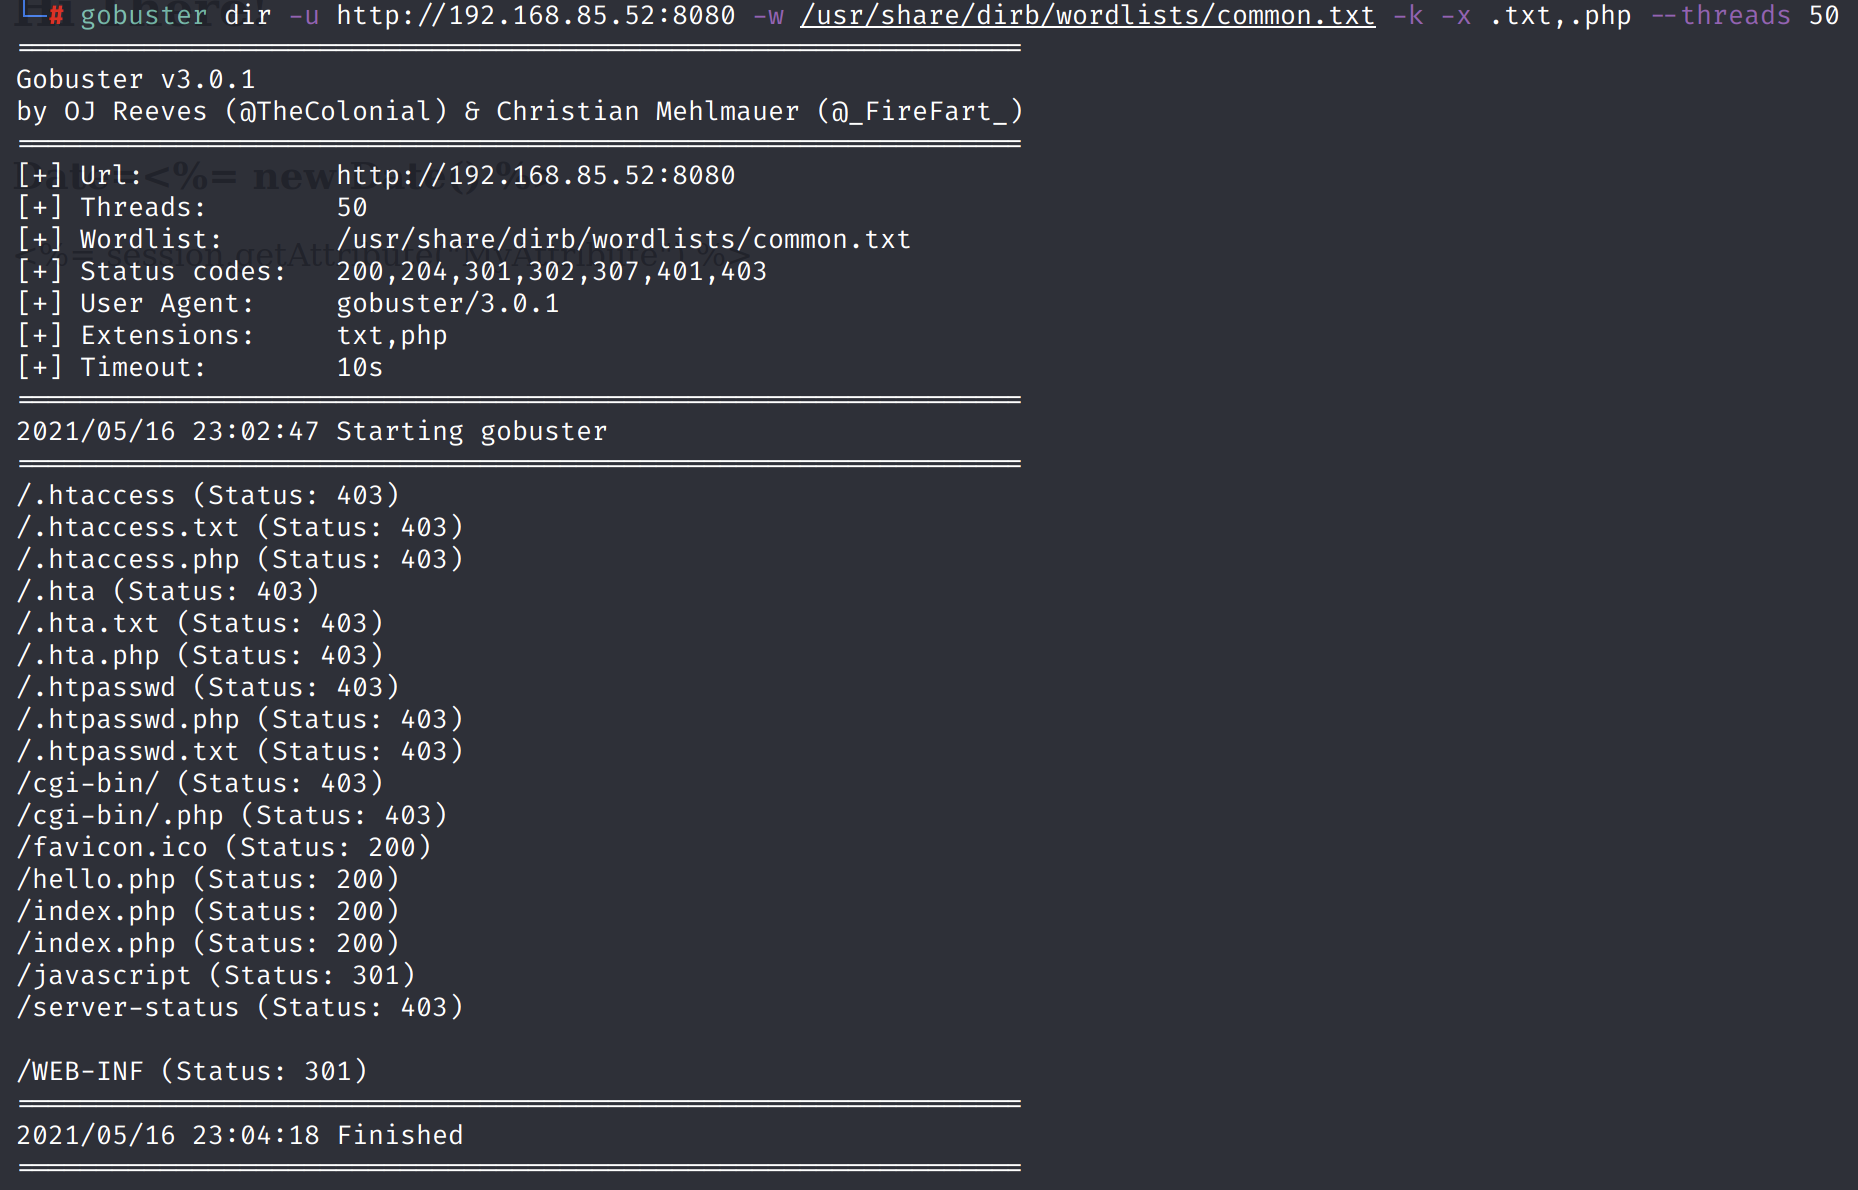 └─# gobuster dir -u http://192.168.85.52:8080 -w /usr/share/dirb/wordlists/common.txt -k -x .txt,.php --threads 50
===============================================================
Gobuster v3.0.1
by OJ Reeves (@TheColonial) & Christian Mehlmauer (@_FireFart_)
===============================================================
[+] Url: http://192.168.85.52:8080
Date=<%= new Date() %>
[+] Threads: 50
[+] Wordlist: /usr/share/dirb/wordlists/common.txt
<%= session.getAttribute("MyAttribute") %>
[+] Status codes: 200,204,301,302,307,401,403
[+] User Agent: gobuster/3.0.1
[+] Extensions: txt,php
[+] Timeout: 10s
===============================================================
2021/05/16 23:02:47 Starting gobuster
===============================================================
/.htaccess (Status: 403)
/.htaccess.txt (Status: 403)
/.htaccess.php (Status: 403)
/.hta (Status: 403)
/.hta.txt (Status: 403)
/.hta.php (Status: 403)
/.htpasswd (Status: 403)
/.htpasswd.php (Status: 403)
/.htpasswd.txt (Status: 403)
/cgi-bin/ (Status: 403)
/cgi-bin/.php (Status: 403)
/favicon.ico (Status: 200)
/hello.php (Status: 200)
/index.php (Status: 200)
/index.php (Status: 200)
/javascript (Status: 301)
/server-status (Status: 403)
/WEB-INF (Status: 301)
===============================================================
2021/05/16 23:04:18 Finished
===============================================================